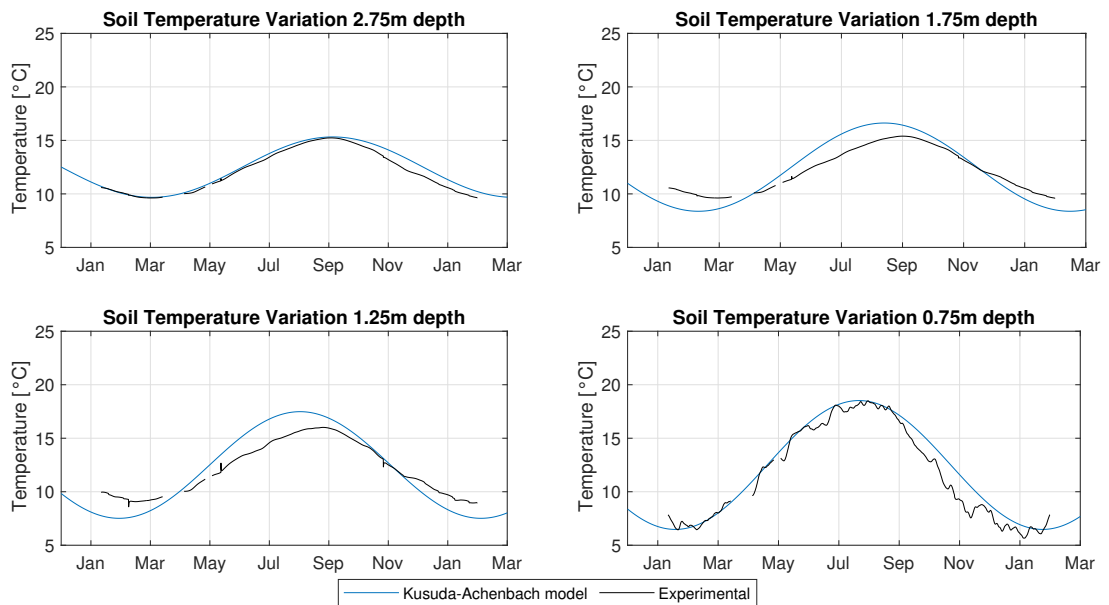 Soil Temperature Variation 2.75m depth
Temperature [°C]
25
20
15
10
5
Jan Mar May Jul Sep Nov Jan Mar
Soil Temperature Variation 1.75m depth
Temperature [°C]
25
20
15
10
5
Jan Mar May Jul Sep Nov Jan Mar
Soil Temperature Variation 1.25m depth
Temperature [°C]
25
20
15
10
5
Jan Mar May Jul Sep Nov Jan Mar
Soil Temperature Variation 0.75m depth
Temperature [°C]
25
20
15
10
5
Jan Mar May Jul Sep Nov Jan Mar
Kusuda-Achenbach model Experimental